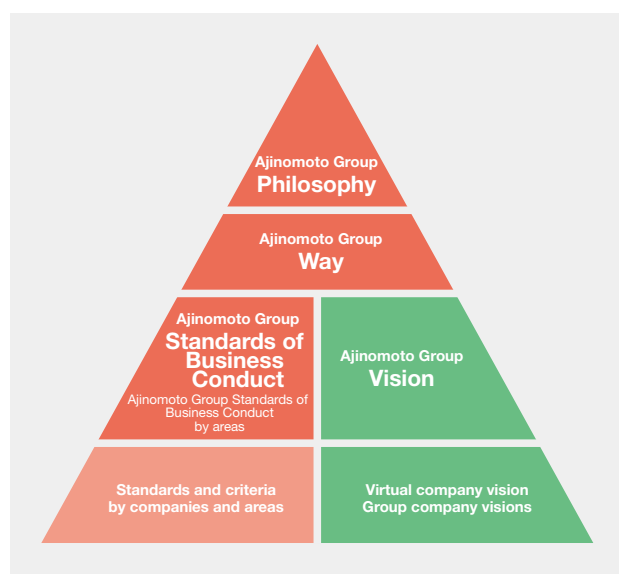 Ajinomoto Group
Philosophy
Ajinomoto Group
Way
Ajinomoto Group
Standards of
Business
Conduct
Ajinomoto Group Standards of
Business Conduct
by areas
Ajinomoto Group
Vision
Standards and criteria
by companies and areas
Virtual company vision
Group company visions